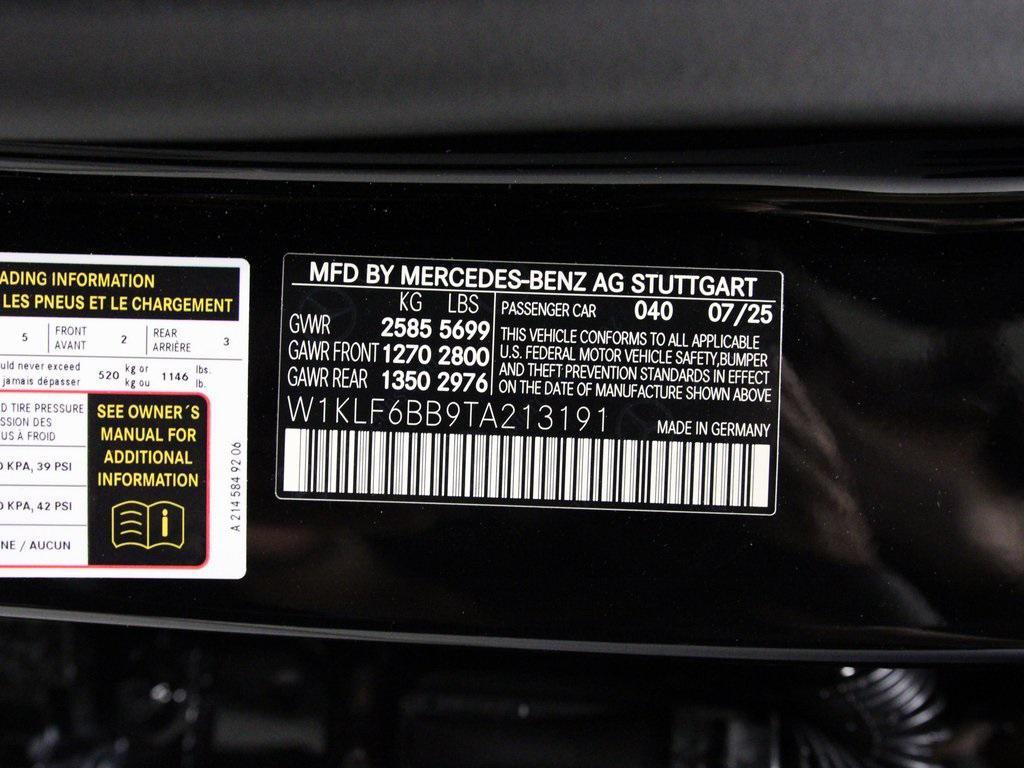 ADING INFORMATION
LES PNEUS ET LE CHARGEMENT
5 FRONT AVANT 2 REAR ARRIÈRE 3
uld never exceed
jamais dépasser 520 kg or kg ou 1146 lbs. lb.
D TIRE PRESSURE
SSION DES
US À FROID
0 KPA, 39 PSI
0 KPA, 42 PSI
NE / AUCUN
SEE OWNER´S
MANUAL FOR
ADDITIONAL
INFORMATION
i
A 214 584 92 06
MFD BY MERCEDES-BENZ AG STUTTGART
KG LBS
GVWR 2585 5699
GAWR FRONT 1270 2800
GAWR REAR 1350 2976
PASSENGER CAR 040 07/25
THIS VEHICLE CONFORMS TO ALL APPLICABLE
U.S. FEDERAL MOTOR VEHICLE SAFETY,BUMPER
AND THEFT PREVENTION STANDARDS IN EFFECT
ON THE DATE OF MANUFACTURE SHOWN ABOVE
W1KLF6BB9TA213191
MADE IN GERMANY